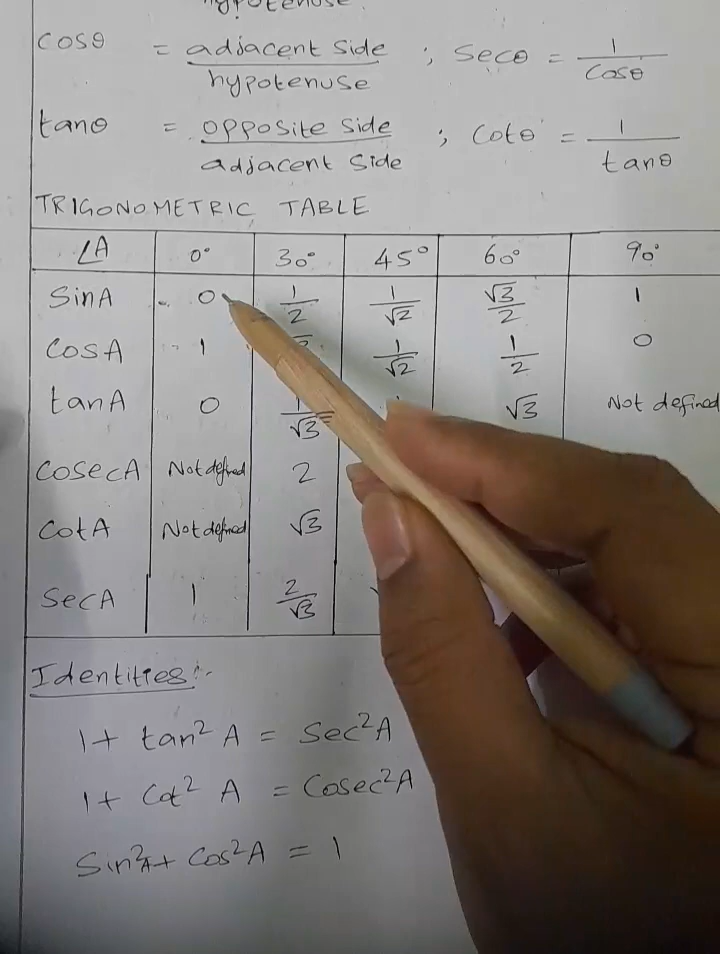 hypotenuse.
cosθ = adjacent side / hypotenuse ; secθ = 1 / cosθ
tanθ = opposite side / adjacent side ; cotθ = 1 / tanθ
TRIGONOMETRIC TABLE
∠A 0° 30° 45° 60° 90°
SinA 0 1/2 1/√2 √3/2 1
CosA 1 1/√2 1/2 0
tanA 0 1/√3 √3 Not defined
CosecA Not defined 2
CotA Not defined √3
SecA 1 2/√3
Identities:-
1 + tan² A = Sec²A
1 + Cot² A = Cosec²A
Sin²A + Cos²A = 1